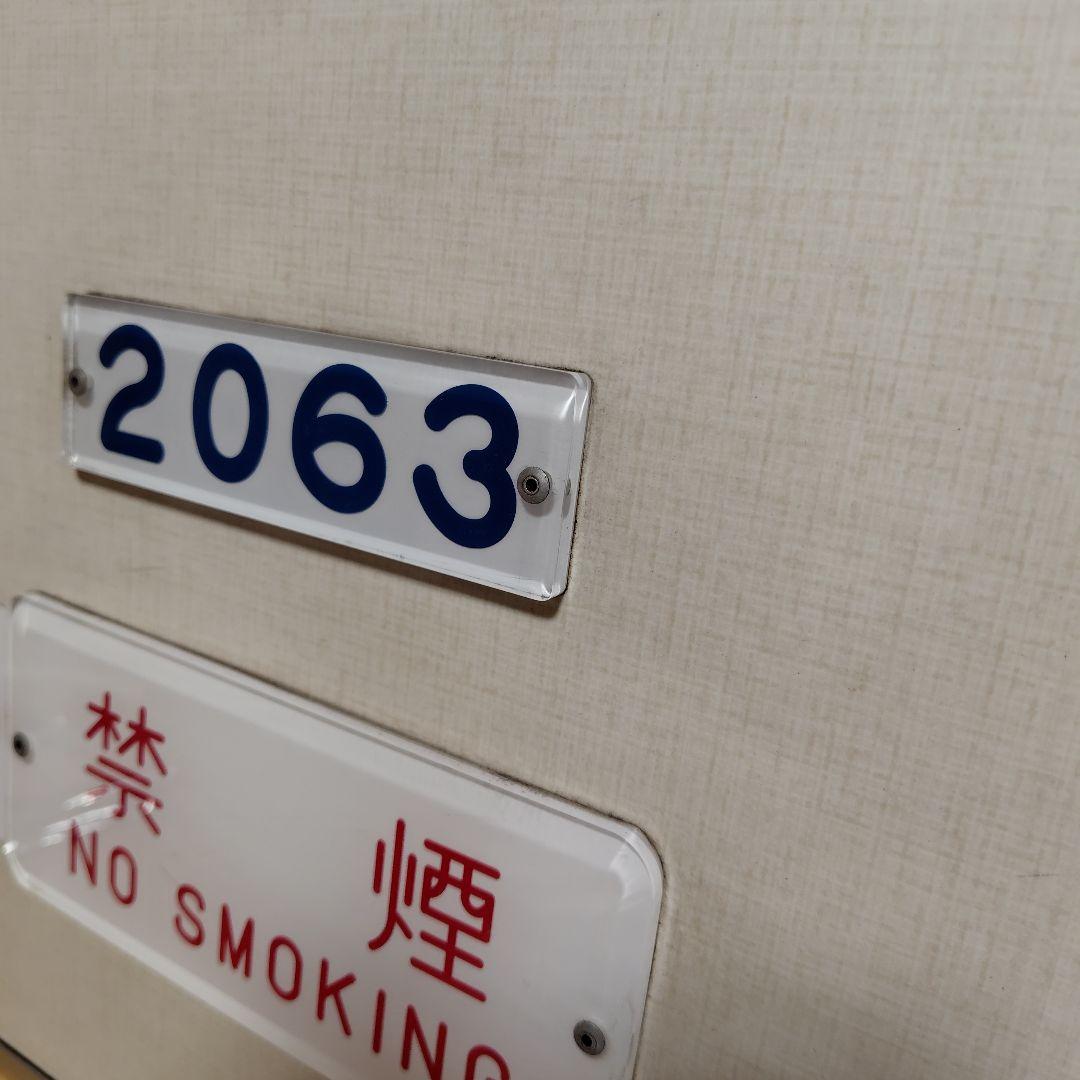 2063
禁 煙
NO SMOKING